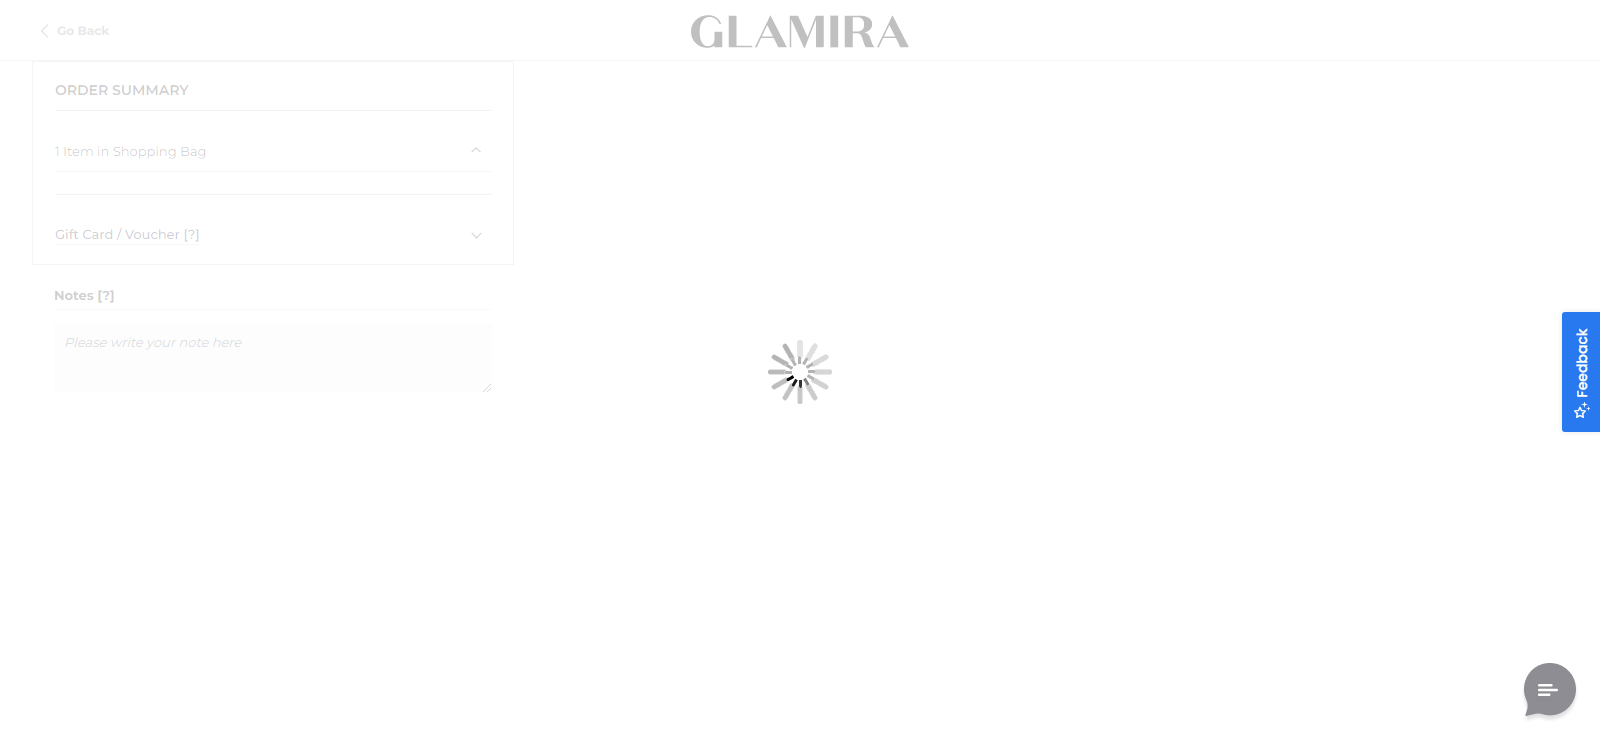 Go Back
GLAMIRA
ORDER SUMMARY
1 Item in Shopping Bag
Gift Card / Voucher [?]
Notes [?]
Please write your note here
Feedback